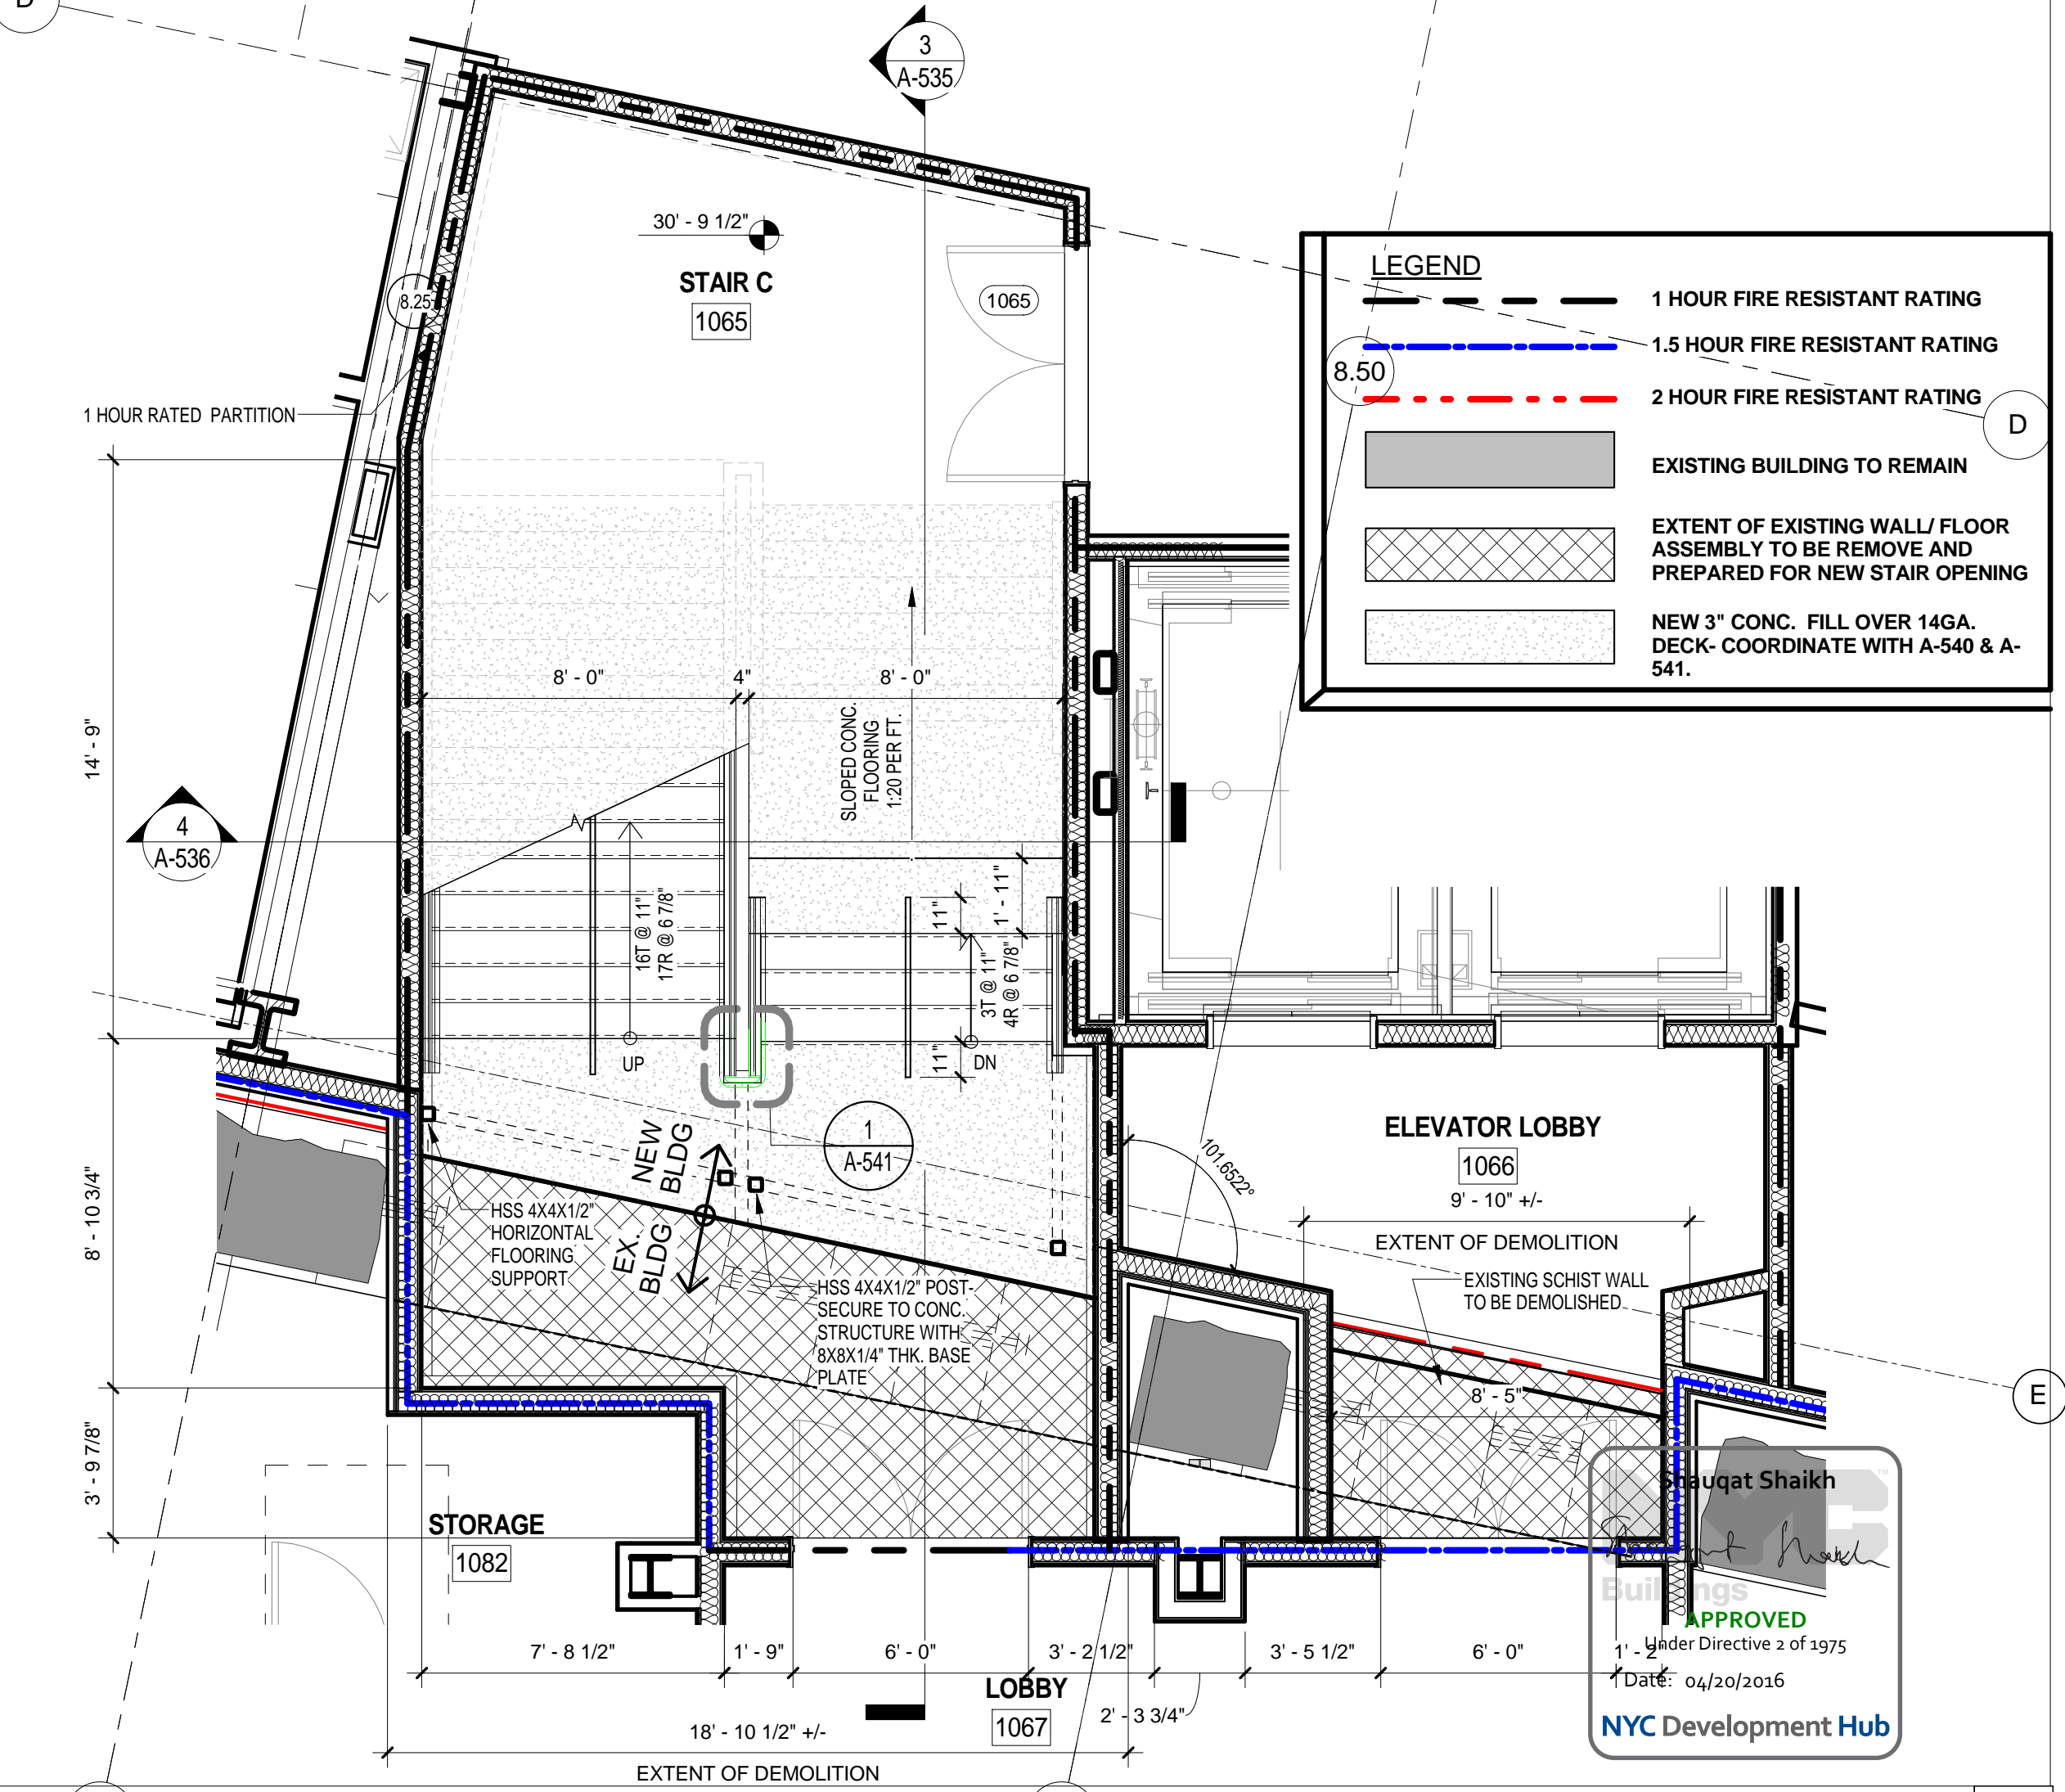 D
3
A-535
30' - 9 1/2"
STAIR C
1065
1065
8.25
1 HOUR RATED PARTITION
LEGEND
1 HOUR FIRE RESISTANT RATING
1.5 HOUR FIRE RESISTANT RATING
8.50
2 HOUR FIRE RESISTANT RATING
D
EXISTING BUILDING TO REMAIN
EXTENT OF EXISTING WALL/ FLOOR
ASSEMBLY TO BE REMOVE AND
PREPARED FOR NEW STAIR OPENING
NEW 3" CONC. FILL OVER 14GA.
DECK- COORDINATE WITH A-540 & A-
541.
8' - 0"
4"
8' - 0"
14' - 9"
SLOPED CONC.
FLOORING
1:20 PER FT.
4
A-536
16T @ 11"
17R @ 6 7/8"
11"
1' - 11"
3T @ 11"
4R @ 6 7/8"
11"
UP
DN
1
A-541
NEW
BLDG
EX.
BLDG
8' - 10 3/4"
HSS 4X4X1/2"
HORIZONTAL
FLOORING
SUPPORT
HSS 4X4X1/2" POST-
SECURE TO CONC.
STRUCTURE WITH
8X8X1/4" THK. BASE
PLATE
ELEVATOR LOBBY
1066
101.6522°
9' - 10" +/-
EXTENT OF DEMOLITION
EXISTING SCHIST WALL
TO BE DEMOLISHED
8' - 5"
E
3' - 9 7/8"
STORAGE
1082
7' - 8 1/2"
1' - 9"
6' - 0"
3' - 2 1/2"
3' - 5 1/2"
6' - 0"
1' - 2"
2' - 3 3/4"
LOBBY
1067
18' - 10 1/2" +/-
EXTENT OF DEMOLITION
Shauqat Shaikh
NYC
TM
Buildings
APPROVED
Under Directive 2 of 1975
Date: 04/20/2016
NYC Development Hub